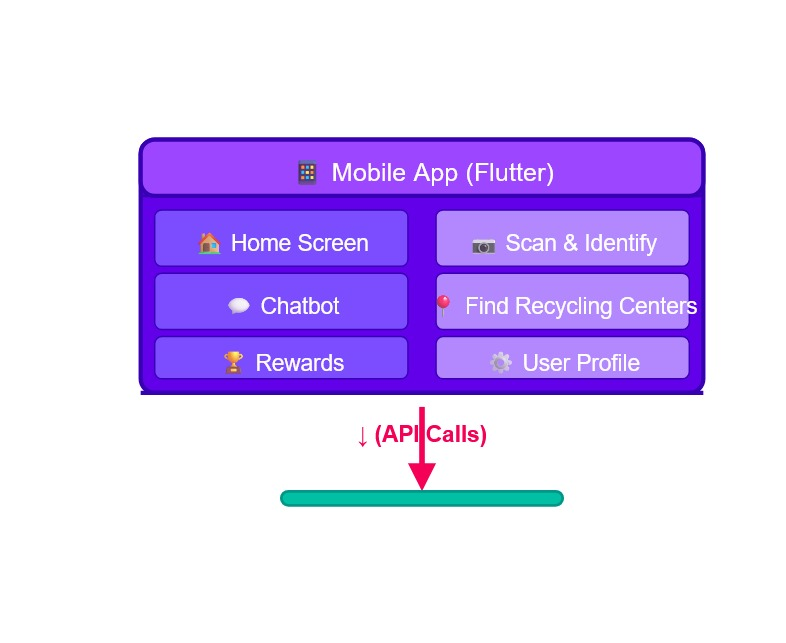 📱 Mobile App (Flutter)
🏠 Home Screen
📷 Scan & Identify
💬 Chatbot
📍 Find Recycling Centers
🏆 Rewards
⚙️ User Profile
↓ (API Calls)